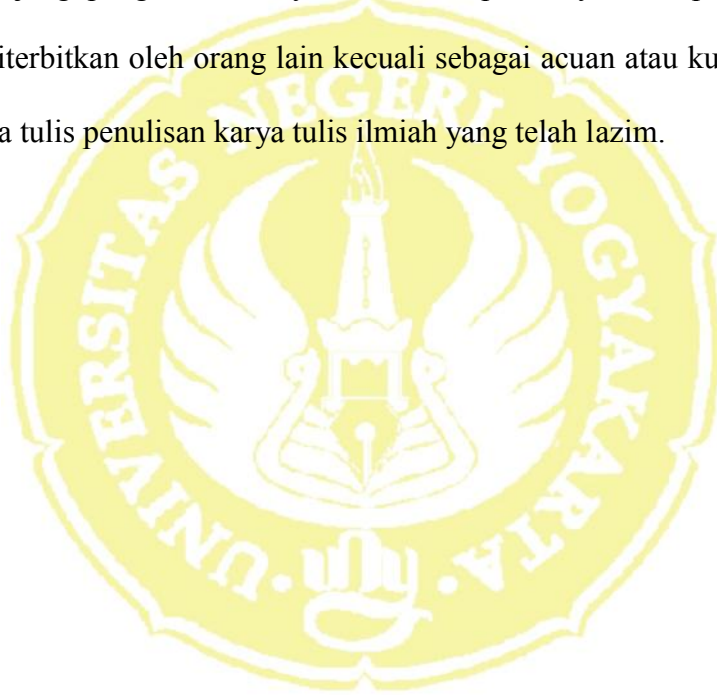 iterbitkan oleh orang lain kecuali sebagai acuan atau ku
a tulis penulisan karya tulis ilmiah yang telah lazim.
UNIVERSITAS NEGERI YOGYAKARTA
uny